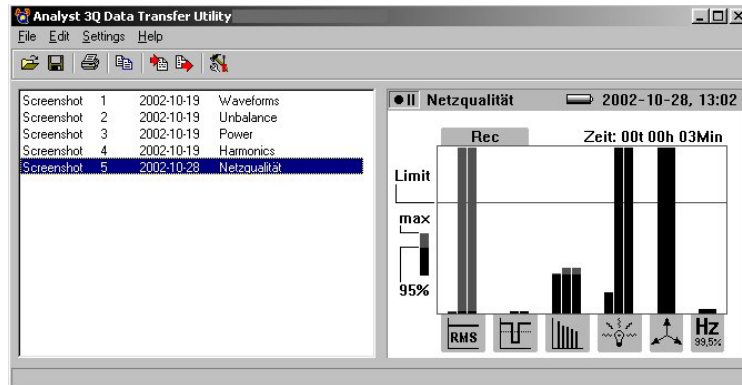 Analyst 3Q Data Transfer Utility
File Edit Settings Help
Screenshot 1 2002-10-19 Waveforms
Screenshot 2 2002-10-19 Unbalance
Screenshot 3 2002-10-19 Power
Screenshot 4 2002-10-19 Harmonics
Screenshot 5 2002-10-28 Netzqualität
Netzqualität 2002-10-28, 13:02
Rec Zeit: 00t 00h 03Min
Limit
max
95%
RMS
Hz
99,5%